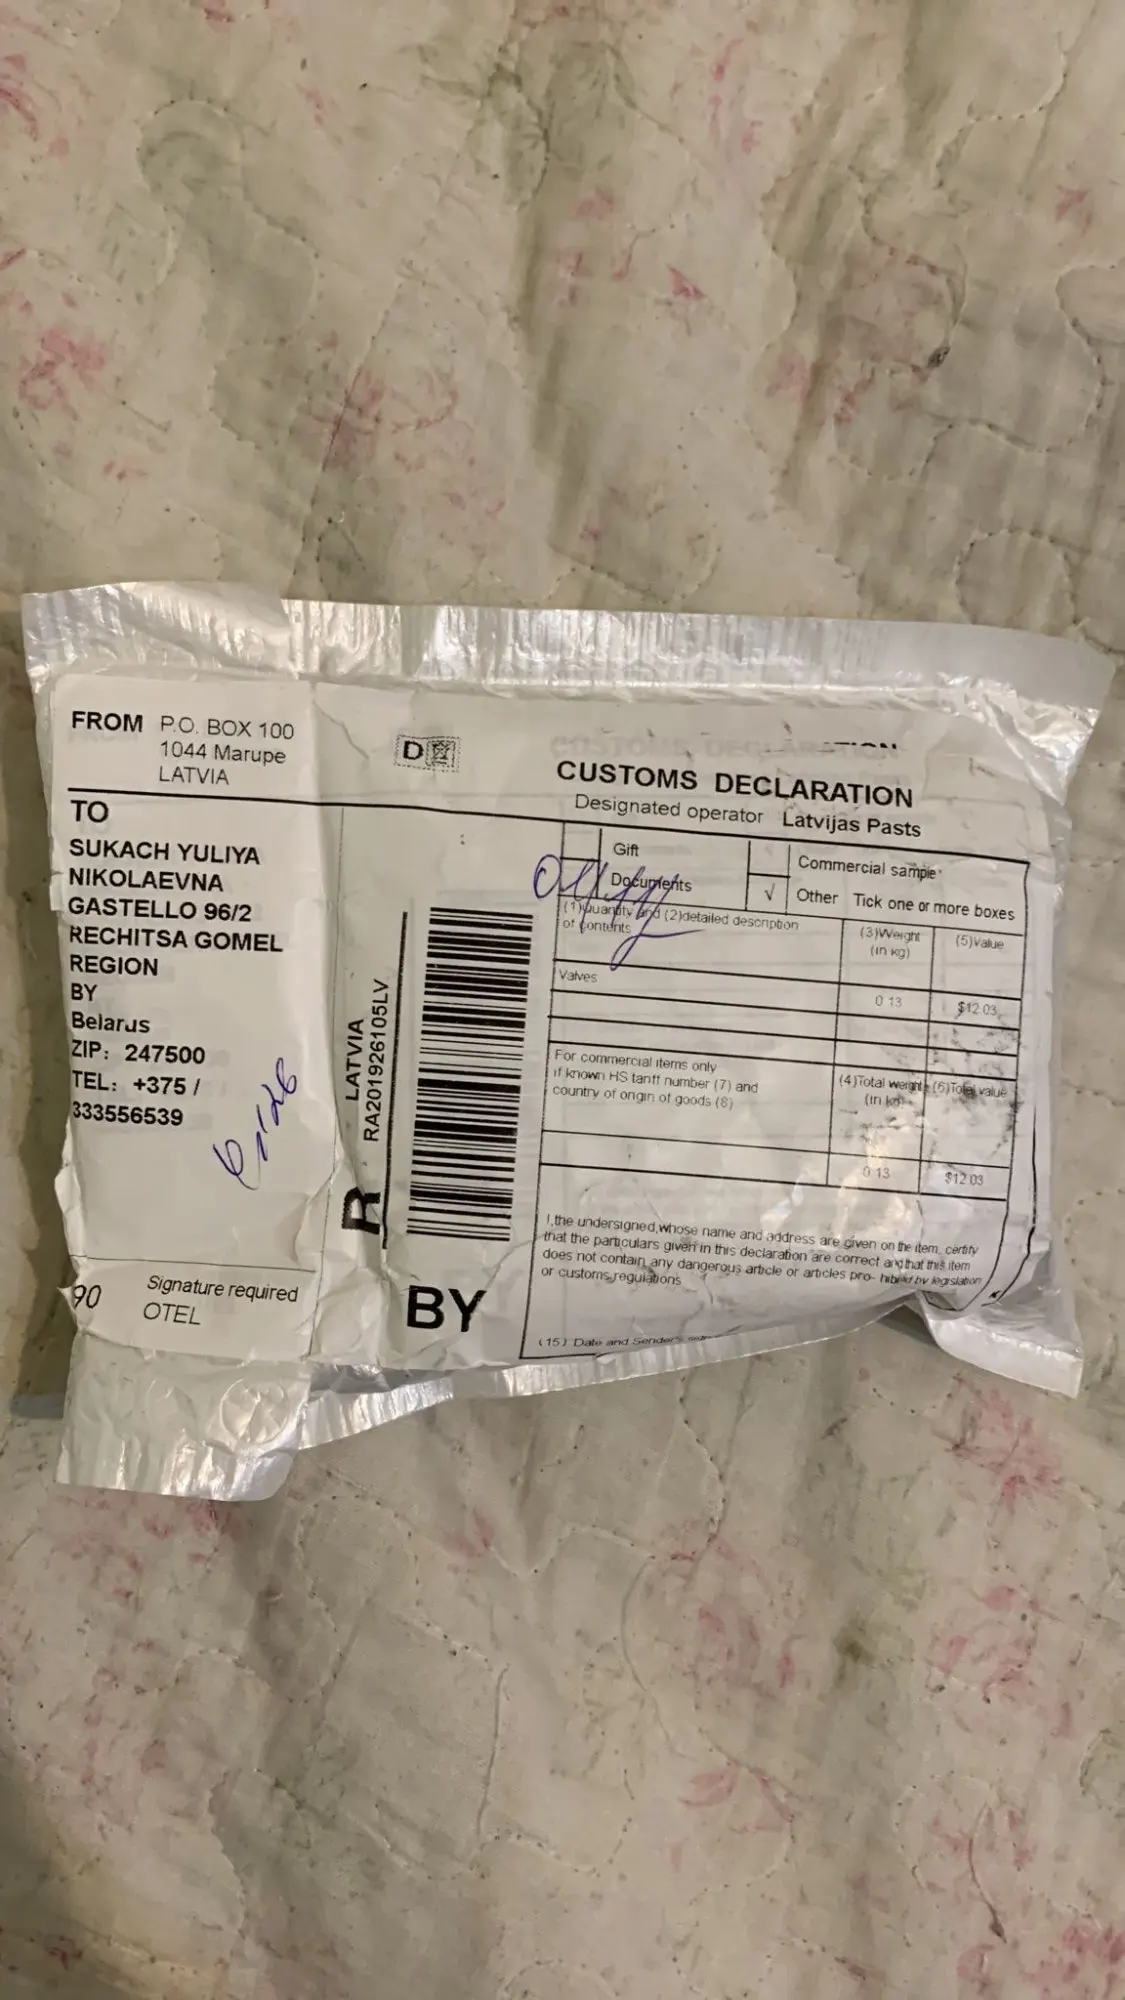 FROM P.O. BOX 100
1044 Marupe
LATVIA
TO
SUKACH YULIYA
NIKOLAEVNA
GASTELLO 96/2
RECHITSA GOMEL
REGION
BY
Belarus
ZIP: 247500
TEL: +375 /
333556539
90
Signature required
OTEL
D
LATVIA
RA201926105LV
R
BY
CUSTOMS DECLARATION
CUSTOMS DECLARATION
Designated operator Latvijas Pasts
Gift
Commercial sample
Documents
√ Other Tick one or more boxes
(1)Quantity and (2)detailed description
of contents
(3)Weight
(in kg)
(5)Value
Valves
0.13
$12.03
For commercial items only
if known HS tariff number (7) and
country of origin of goods (8)
(4)Total weight
(in kg)
(6)Total value
0.13
$12.03
I,the undersigned,whose name and address are given on the item, certify
that the particulars given in this declaration are correct and that this item
does not contain any dangerous article or articles pro- hibited by legislation
or customs regulations
(15) Date and Sender's